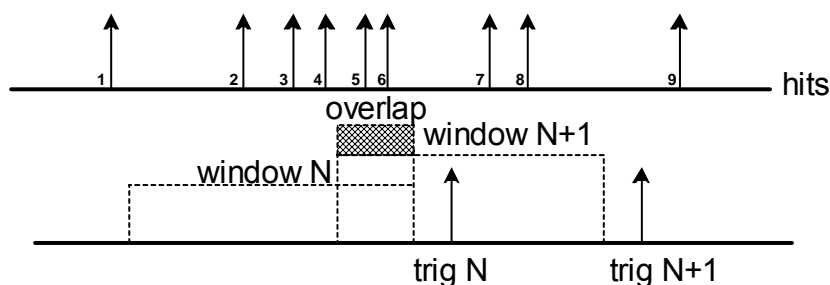 1 2 3 4 5 6 7 8 9 hits
overlap
window N+1
window N
trig N trig N+1